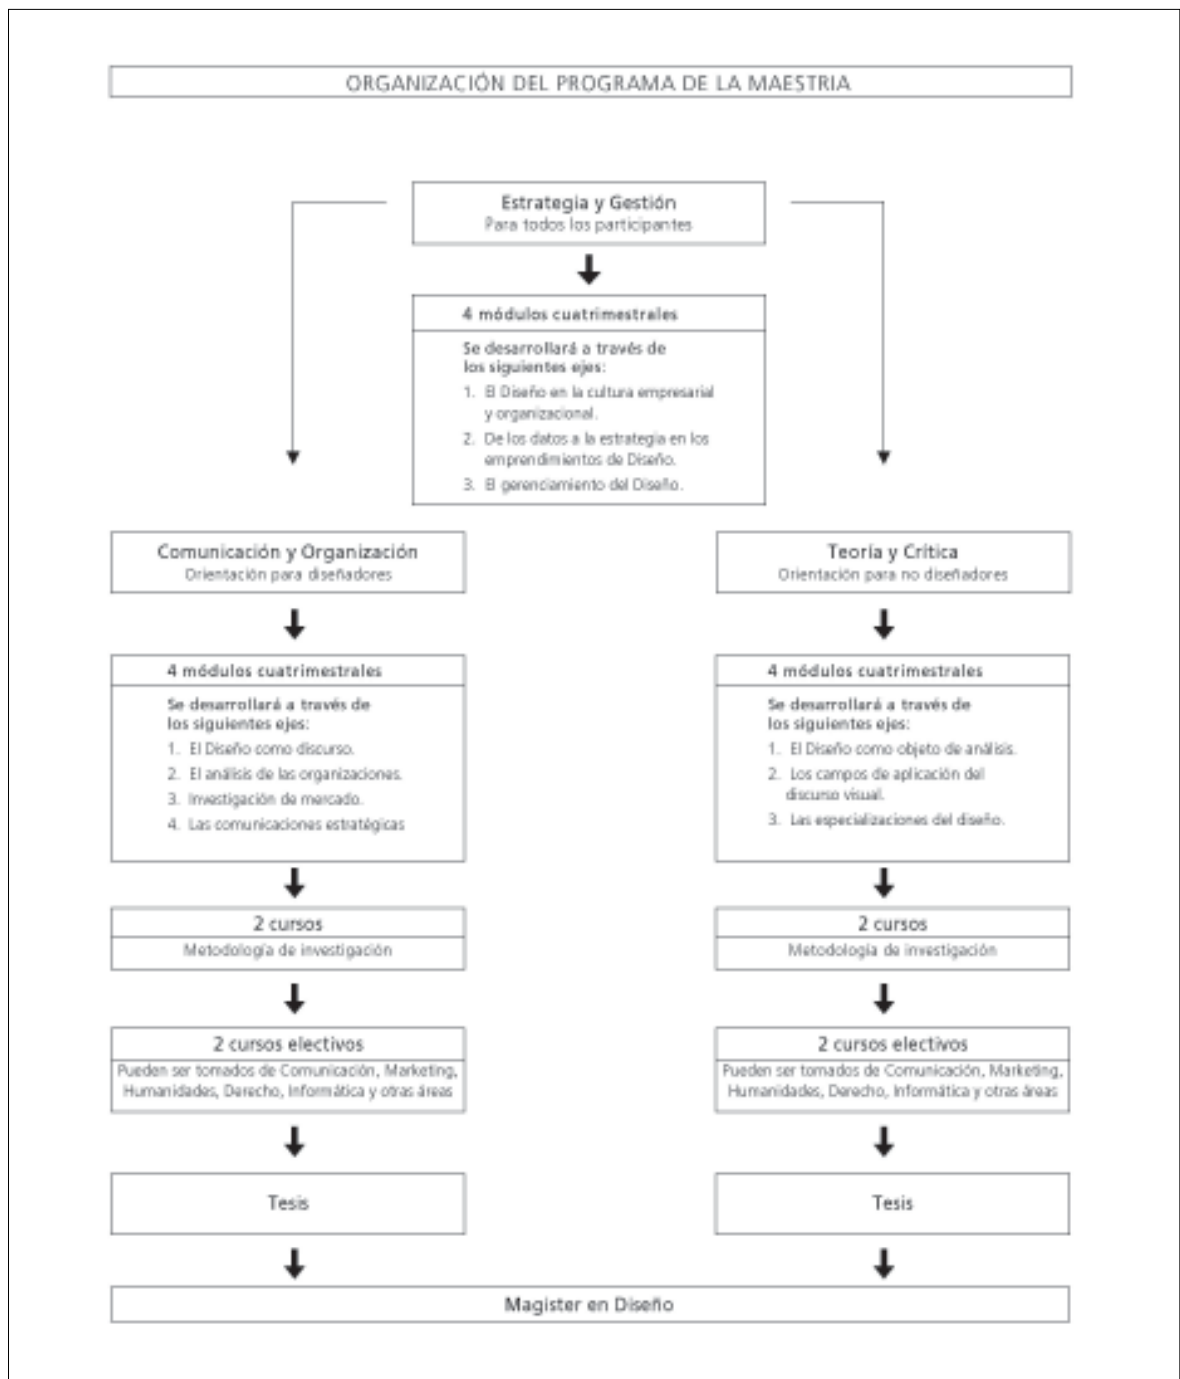 ORGANIZACIÓN DEL PROGRAMA DE LA MAESTRIA
Estrategia y Gestión
Para todos los participantes
4 módulos cuatrimestrales
Se desarrollará a través de
los siguientes ejes:
1. El Diseño en la cultura empresarial
y organizacional.
2. De los datos a la estrategia en los
emprendimientos de Diseño.
3. El gerenciamiento del Diseño.
Comunicación y Organización
Orientación para diseñadores
4 módulos cuatrimestrales
Se desarrollará a través de
los siguientes ejes:
1. El Diseño como discurso.
2. El análisis de las organizaciones.
3. Investigación de mercado.
4. Las comunicaciones estratégicas
2 cursos
Metodología de investigación
2 cursos electivos
Pueden ser tomados de Comunicación, Marketing,
Humanidades, Derecho, Informática y otras áreas
Tesis
Teoría y Crítica
Orientación para no diseñadores
4 módulos cuatrimestrales
Se desarrollará a través de
los siguientes ejes:
1. El Diseño como objeto de análisis.
2. Los campos de aplicación del
discurso visual.
3. Las especializaciones del diseño.
2 cursos
Metodología de investigación
2 cursos electivos
Pueden ser tomados de Comunicación, Marketing,
Humanidades, Derecho, Informática y otras áreas
Tesis
Magister en Diseño